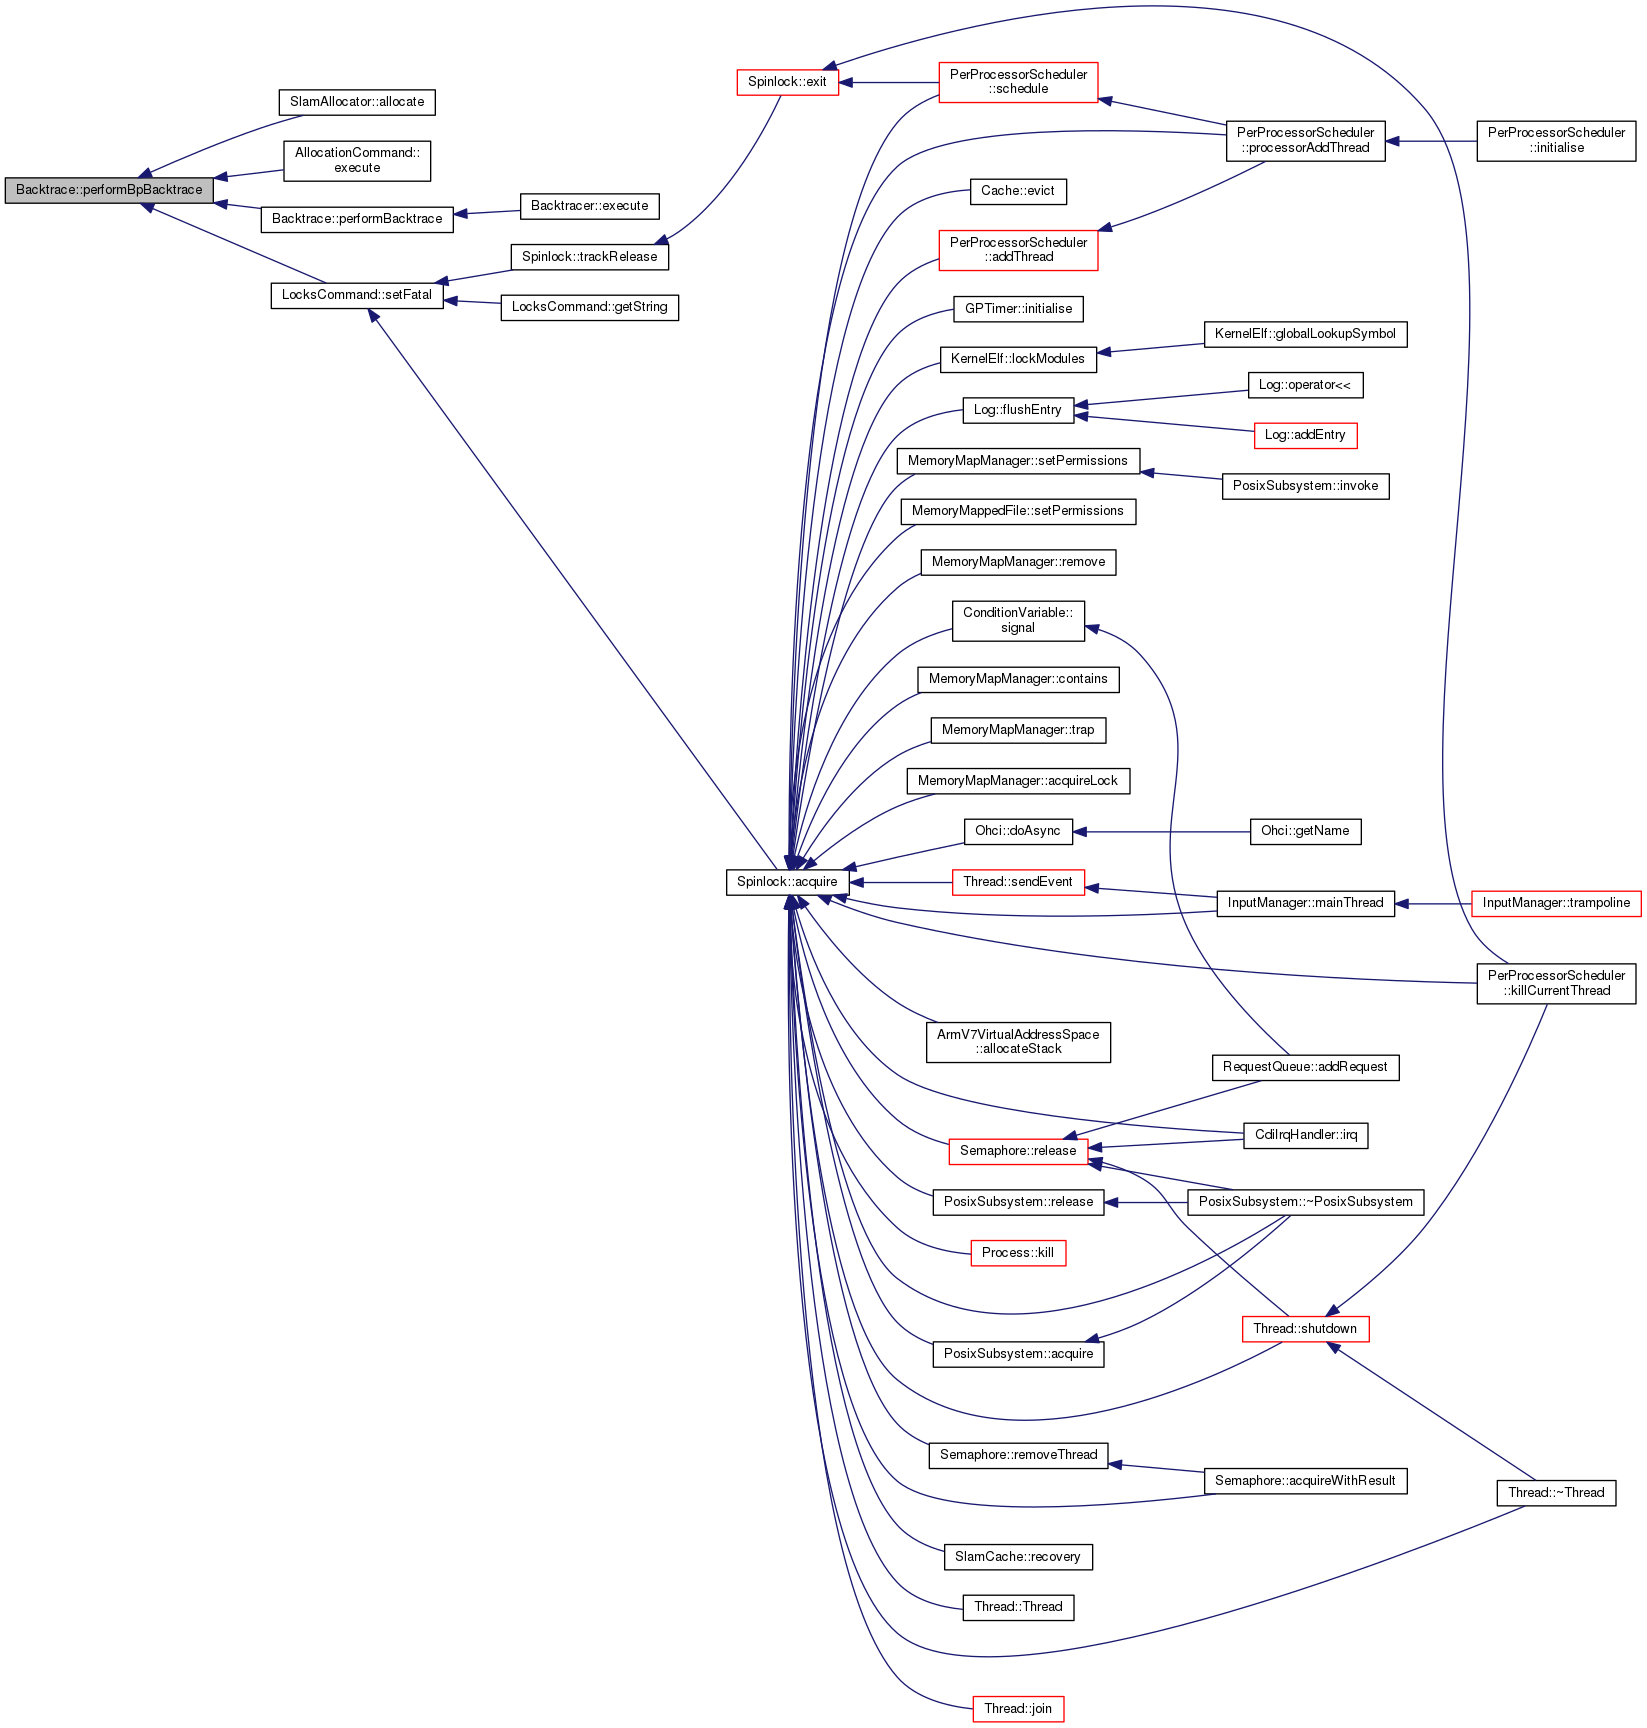 Backtrace::performBpBacktrace
SlamAllocator::allocate
AllocationCommand::
execute
Backtrace::performBacktrace
Backtracer::execute
LocksCommand::setFatal
Spinlock::trackRelease
LocksCommand::getString
Spinlock::exit
Spinlock::acquire
PerProcessorScheduler
::schedule
PerProcessorScheduler
::processorAddThread
PerProcessorScheduler
::initialise
Cache::evict
PerProcessorScheduler
::addThread
GPTimer::initialise
KernelElf::lockModules
KernelElf::globalLookupSymbol
Log::flushEntry
Log::operator<<
Log::addEntry
MemoryMapManager::setPermissions
PosixSubsystem::invoke
MemoryMappedFile::setPermissions
MemoryMapManager::remove
ConditionVariable::
signal
MemoryMapManager::contains
MemoryMapManager::trap
MemoryMapManager::acquireLock
Ohci::doAsync
Ohci::getName
Thread::sendEvent
InputManager::mainThread
InputManager::trampoline
PerProcessorScheduler
::killCurrentThread
ArmV7VirtualAddressSpace
::allocateStack
RequestQueue::addRequest
CdiIrqHandler::irq
Semaphore::release
PosixSubsystem::release
PosixSubsystem::~PosixSubsystem
Process::kill
Thread::shutdown
PosixSubsystem::acquire
Semaphore::removeThread
Semaphore::acquireWithResult
Thread::~Thread
SlamCache::recovery
Thread::Thread
Thread::join